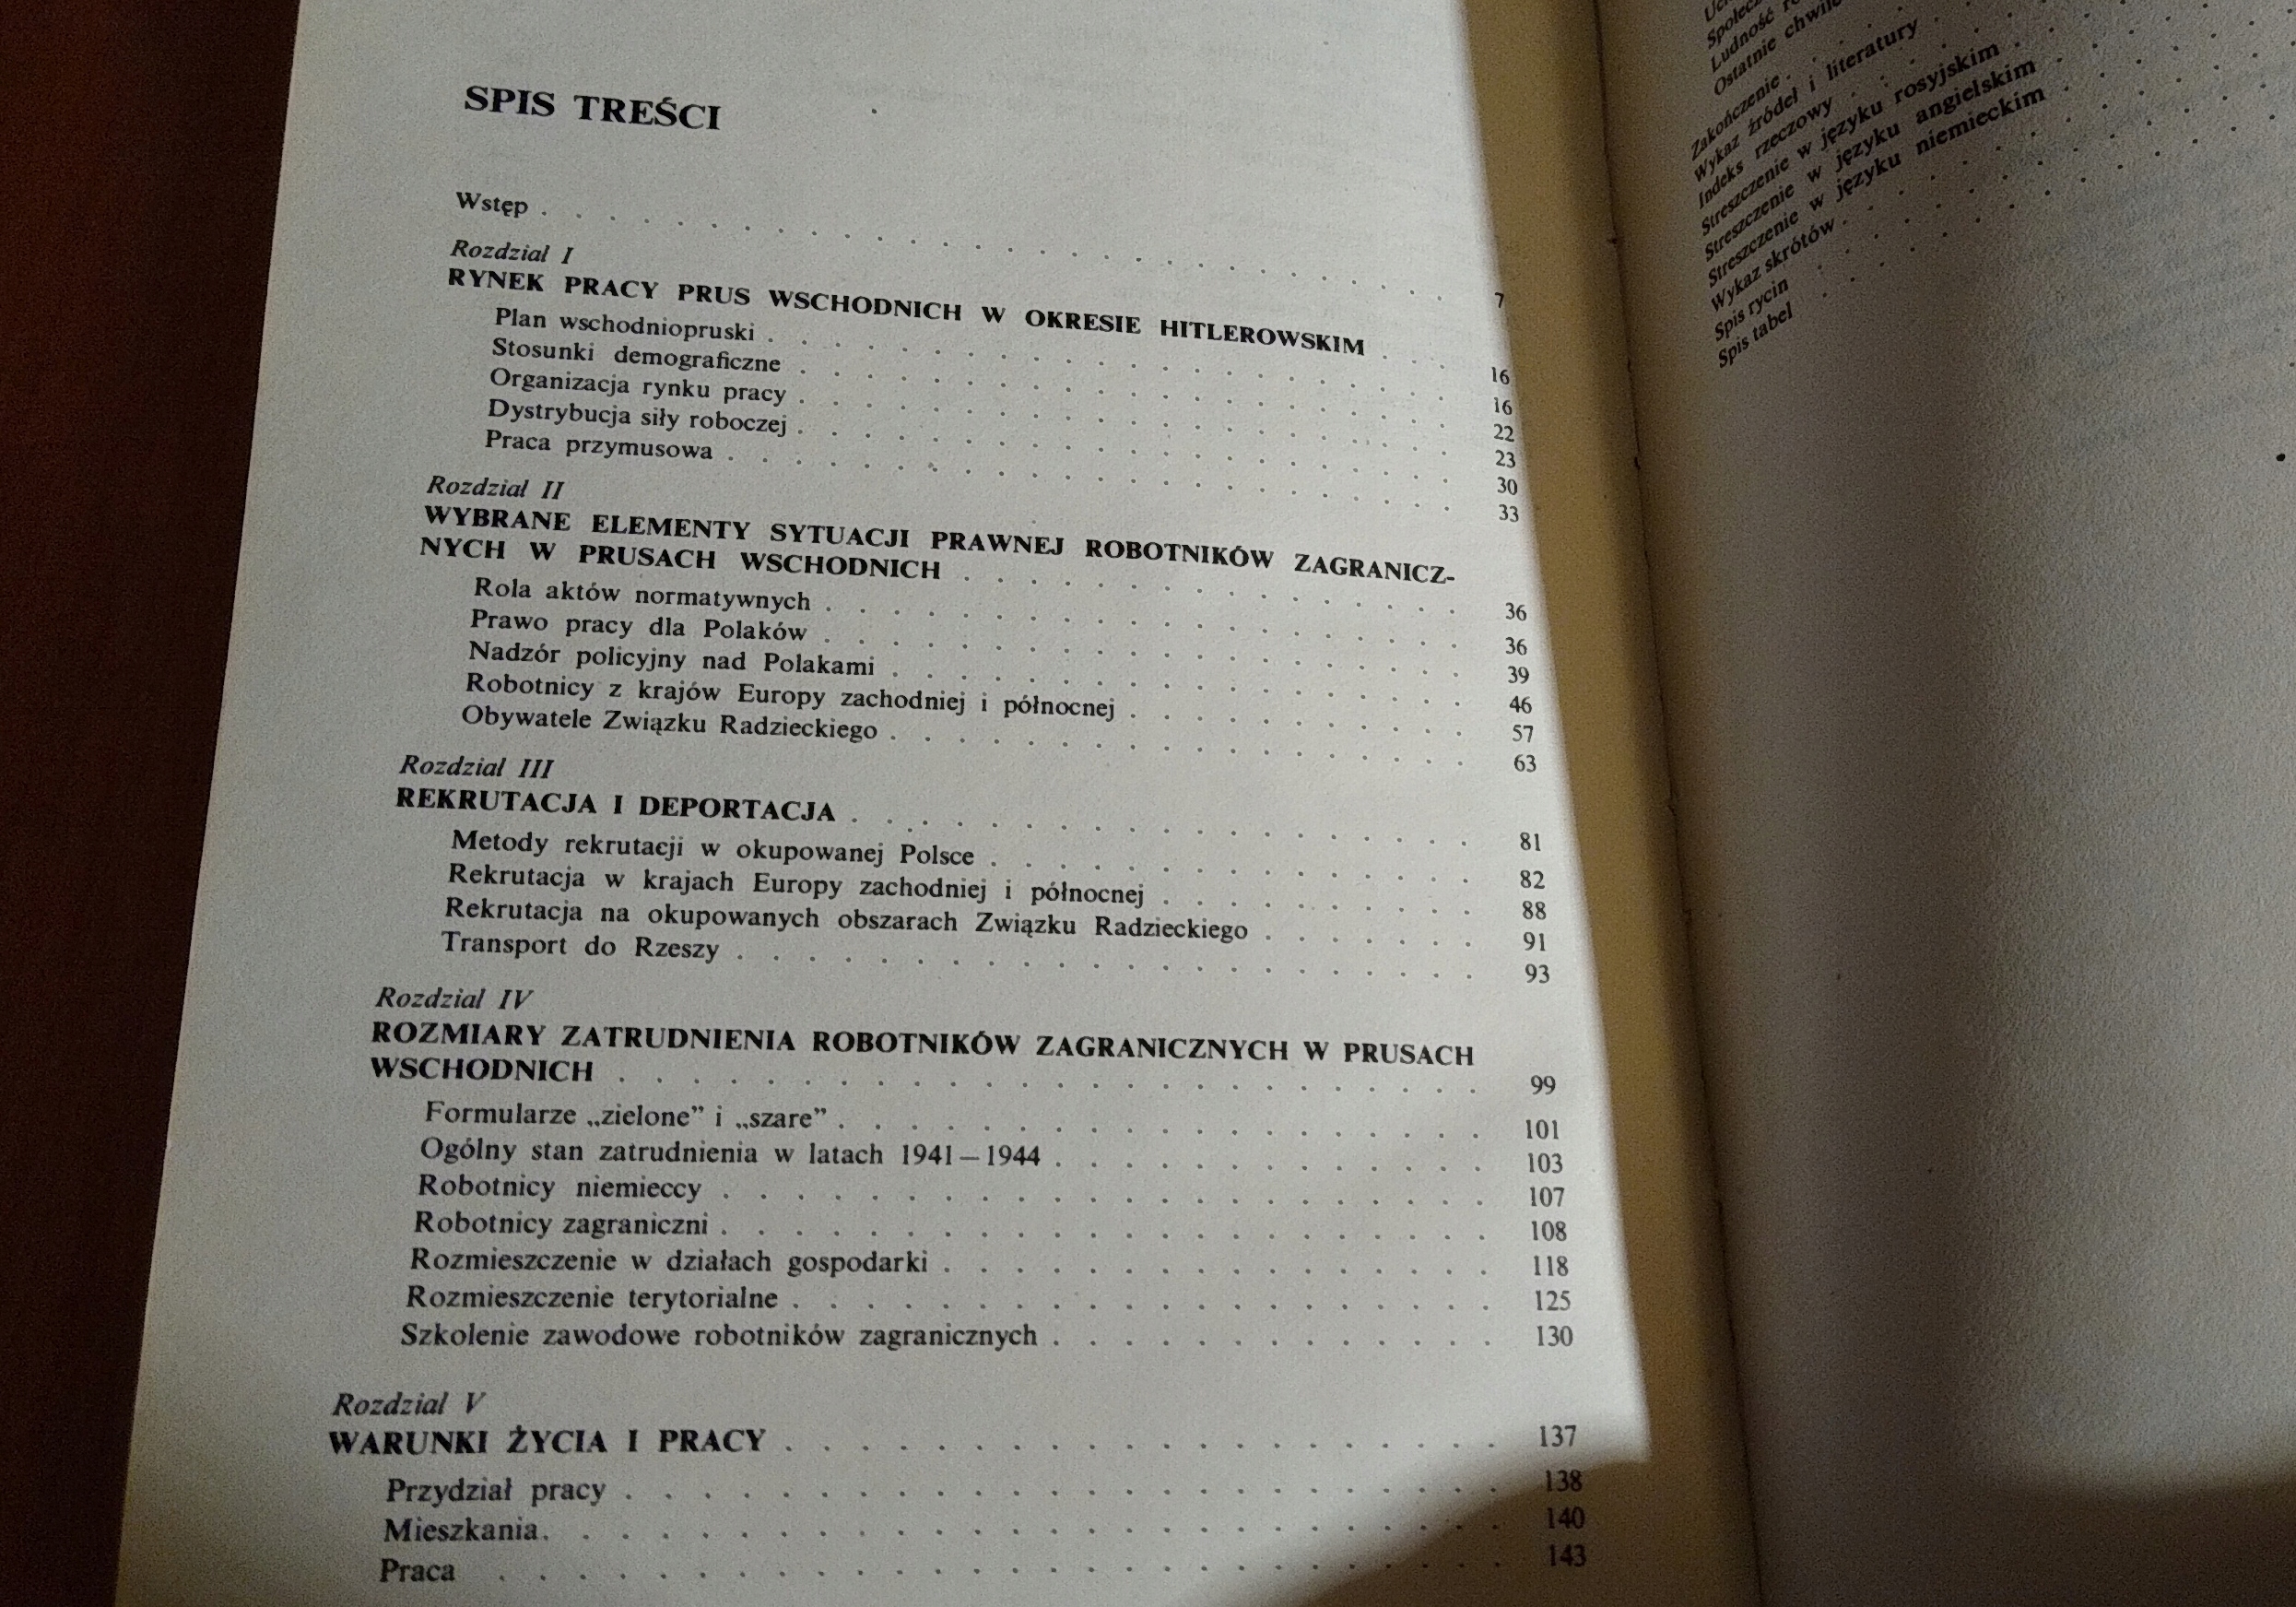 SPIS TREŚCI
Wstęp . . . . . . . . . . . . . . . . . . . . 7
Rozdział I
RYNEK PRACY PRUS WSCHODNICH W OKRESIE HITLEROWSKIM . . . 16
Plan wschodniopruski . . . . . . . . . . . . . . . . 16
Stosunki demograficzne . . . . . . . . . . . . . . . . 22
Organizacja rynku pracy . . . . . . . . . . . . . . . . 23
Dystrybucja siły roboczej . . . . . . . . . . . . . . . . 30
Praca przymusowa . . . . . . . . . . . . . . . . . . 33
Rozdział II
WYBRANE ELEMENTY SYTUACJI PRAWNEJ ROBOTNIKÓW ZAGRANICZ-
NYCH W PRUSACH WSCHODNICH . . . . . . . . . . . . . 36
Rola aktów normatywnych . . . . . . . . . . . . . . . . 36
Prawo pracy dla Polaków . . . . . . . . . . . . . . . . 39
Nadzór policyjny nad Polakami . . . . . . . . . . . . . . 46
Robotnicy z krajów Europy zachodniej i północnej . . . . . . . . 57
Obywatele Związku Radzieckiego . . . . . . . . . . . . . . 63
Rozdział III
REKRUTACJA I DEPORTACJA . . . . . . . . . . . . . . . . 81
Metody rekrutacji w okupowanej Polsce . . . . . . . . . . . . 82
Rekrutacja w krajach Europy zachodniej i północnej . . . . . . . . 88
Rekrutacja na okupowanych obszarach Związku Radzieckiego . . . . . . 91
Transport do Rzeszy . . . . . . . . . . . . . . . . . . 93
Rozdział IV
ROZMIARY ZATRUDNIENIA ROBOTNIKÓW ZAGRANICZNYCH W PRUSACH
WSCHODNICH . . . . . . . . . . . . . . . . . 99
Formularze „zielone” i „szare” . . . . . . . . . . . . . . . 101
Ogólny stan zatrudnienia w latach 1941–1944 . . . . . . . . . . 103
Robotnicy niemieccy . . . . . . . . . . . . . . . . . 107
Robotnicy zagraniczni . . . . . . . . . . . . . . . . . 108
Rozmieszczenie w działach gospodarki . . . . . . . . . . . . 118
Rozmieszczenie terytorialne . . . . . . . . . . . . . . . 125
Szkolenie zawodowe robotników zagranicznych . . . . . . . . . . 130
Rozdział V
WARUNKI ŻYCIA I PRACY . . . . . . . . . . . . . . . . 137
Przydział pracy . . . . . . . . . . . . . . . . . 138
Mieszkania . . . . . . . . . . . . . . . . . . . 140
Praca . . . . . . . . . . . . . . . . . . . . 143
Ludność
Ostatnie
Zakończenie . . .
Wykaz źródeł i literatury . . .
Indeks rzeczowy . . .
Streszczenie w języku rosyjskim . . .
Streszczenie w języku angielskim . . .
Streszczenie w języku niemieckim . . .
Wykaz skrótów . . .
Spis rycin . . .
Spis tabel . . .